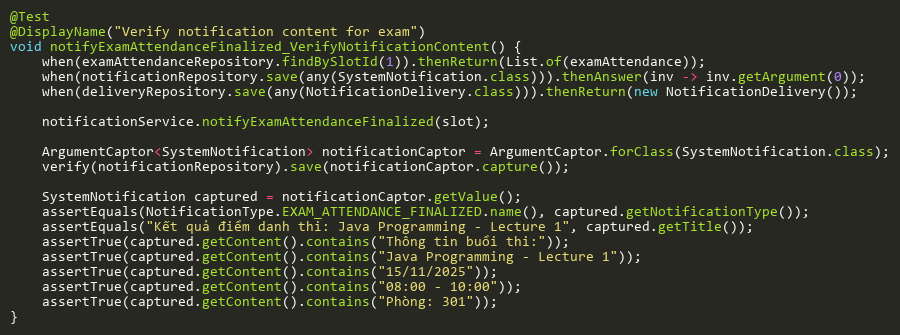 @Test
@DisplayName("Verify notification content for exam")
void notifyExamAttendanceFinalized_VerifyNotificationContent() {
    when(examAttendanceRepository.findBySlotId(1)).thenReturn(List.of(examAttendance));
    when(notificationRepository.save(any(SystemNotification.class))).thenAnswer(inv -> inv.getArgument(0));
    when(deliveryRepository.save(any(NotificationDelivery.class))).thenReturn(new NotificationDelivery());

    notificationService.notifyExamAttendanceFinalized(slot);

    ArgumentCaptor<SystemNotification> notificationCaptor = ArgumentCaptor.forClass(SystemNotification.class);
    verify(notificationRepository).save(notificationCaptor.capture());

    SystemNotification captured = notificationCaptor.getValue();
    assertEquals(NotificationType.EXAM_ATTENDANCE_FINALIZED.name(), captured.getNotificationType());
    assertEquals("Kết quả điểm danh thi: Java Programming - Lecture 1", captured.getTitle());
    assertTrue(captured.getContent().contains("Thông tin buổi thi:"));
    assertTrue(captured.getContent().contains("Java Programming - Lecture 1"));
    assertTrue(captured.getContent().contains("15/11/2025"));
    assertTrue(captured.getContent().contains("08:00 - 10:00"));
    assertTrue(captured.getContent().contains("Phòng: 301"));
}